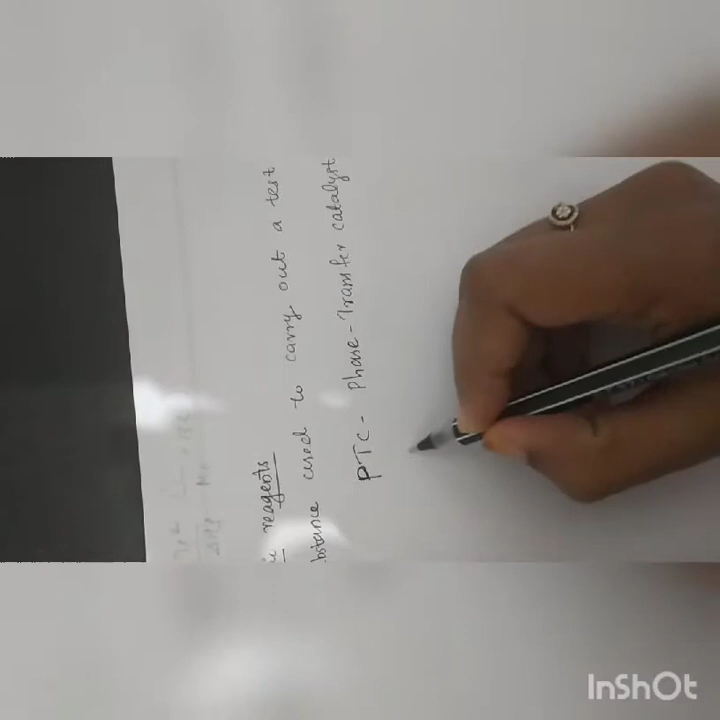 reagents
bstance used to carry out a test
PTC - Phase-Transfer catalyst
InShOt